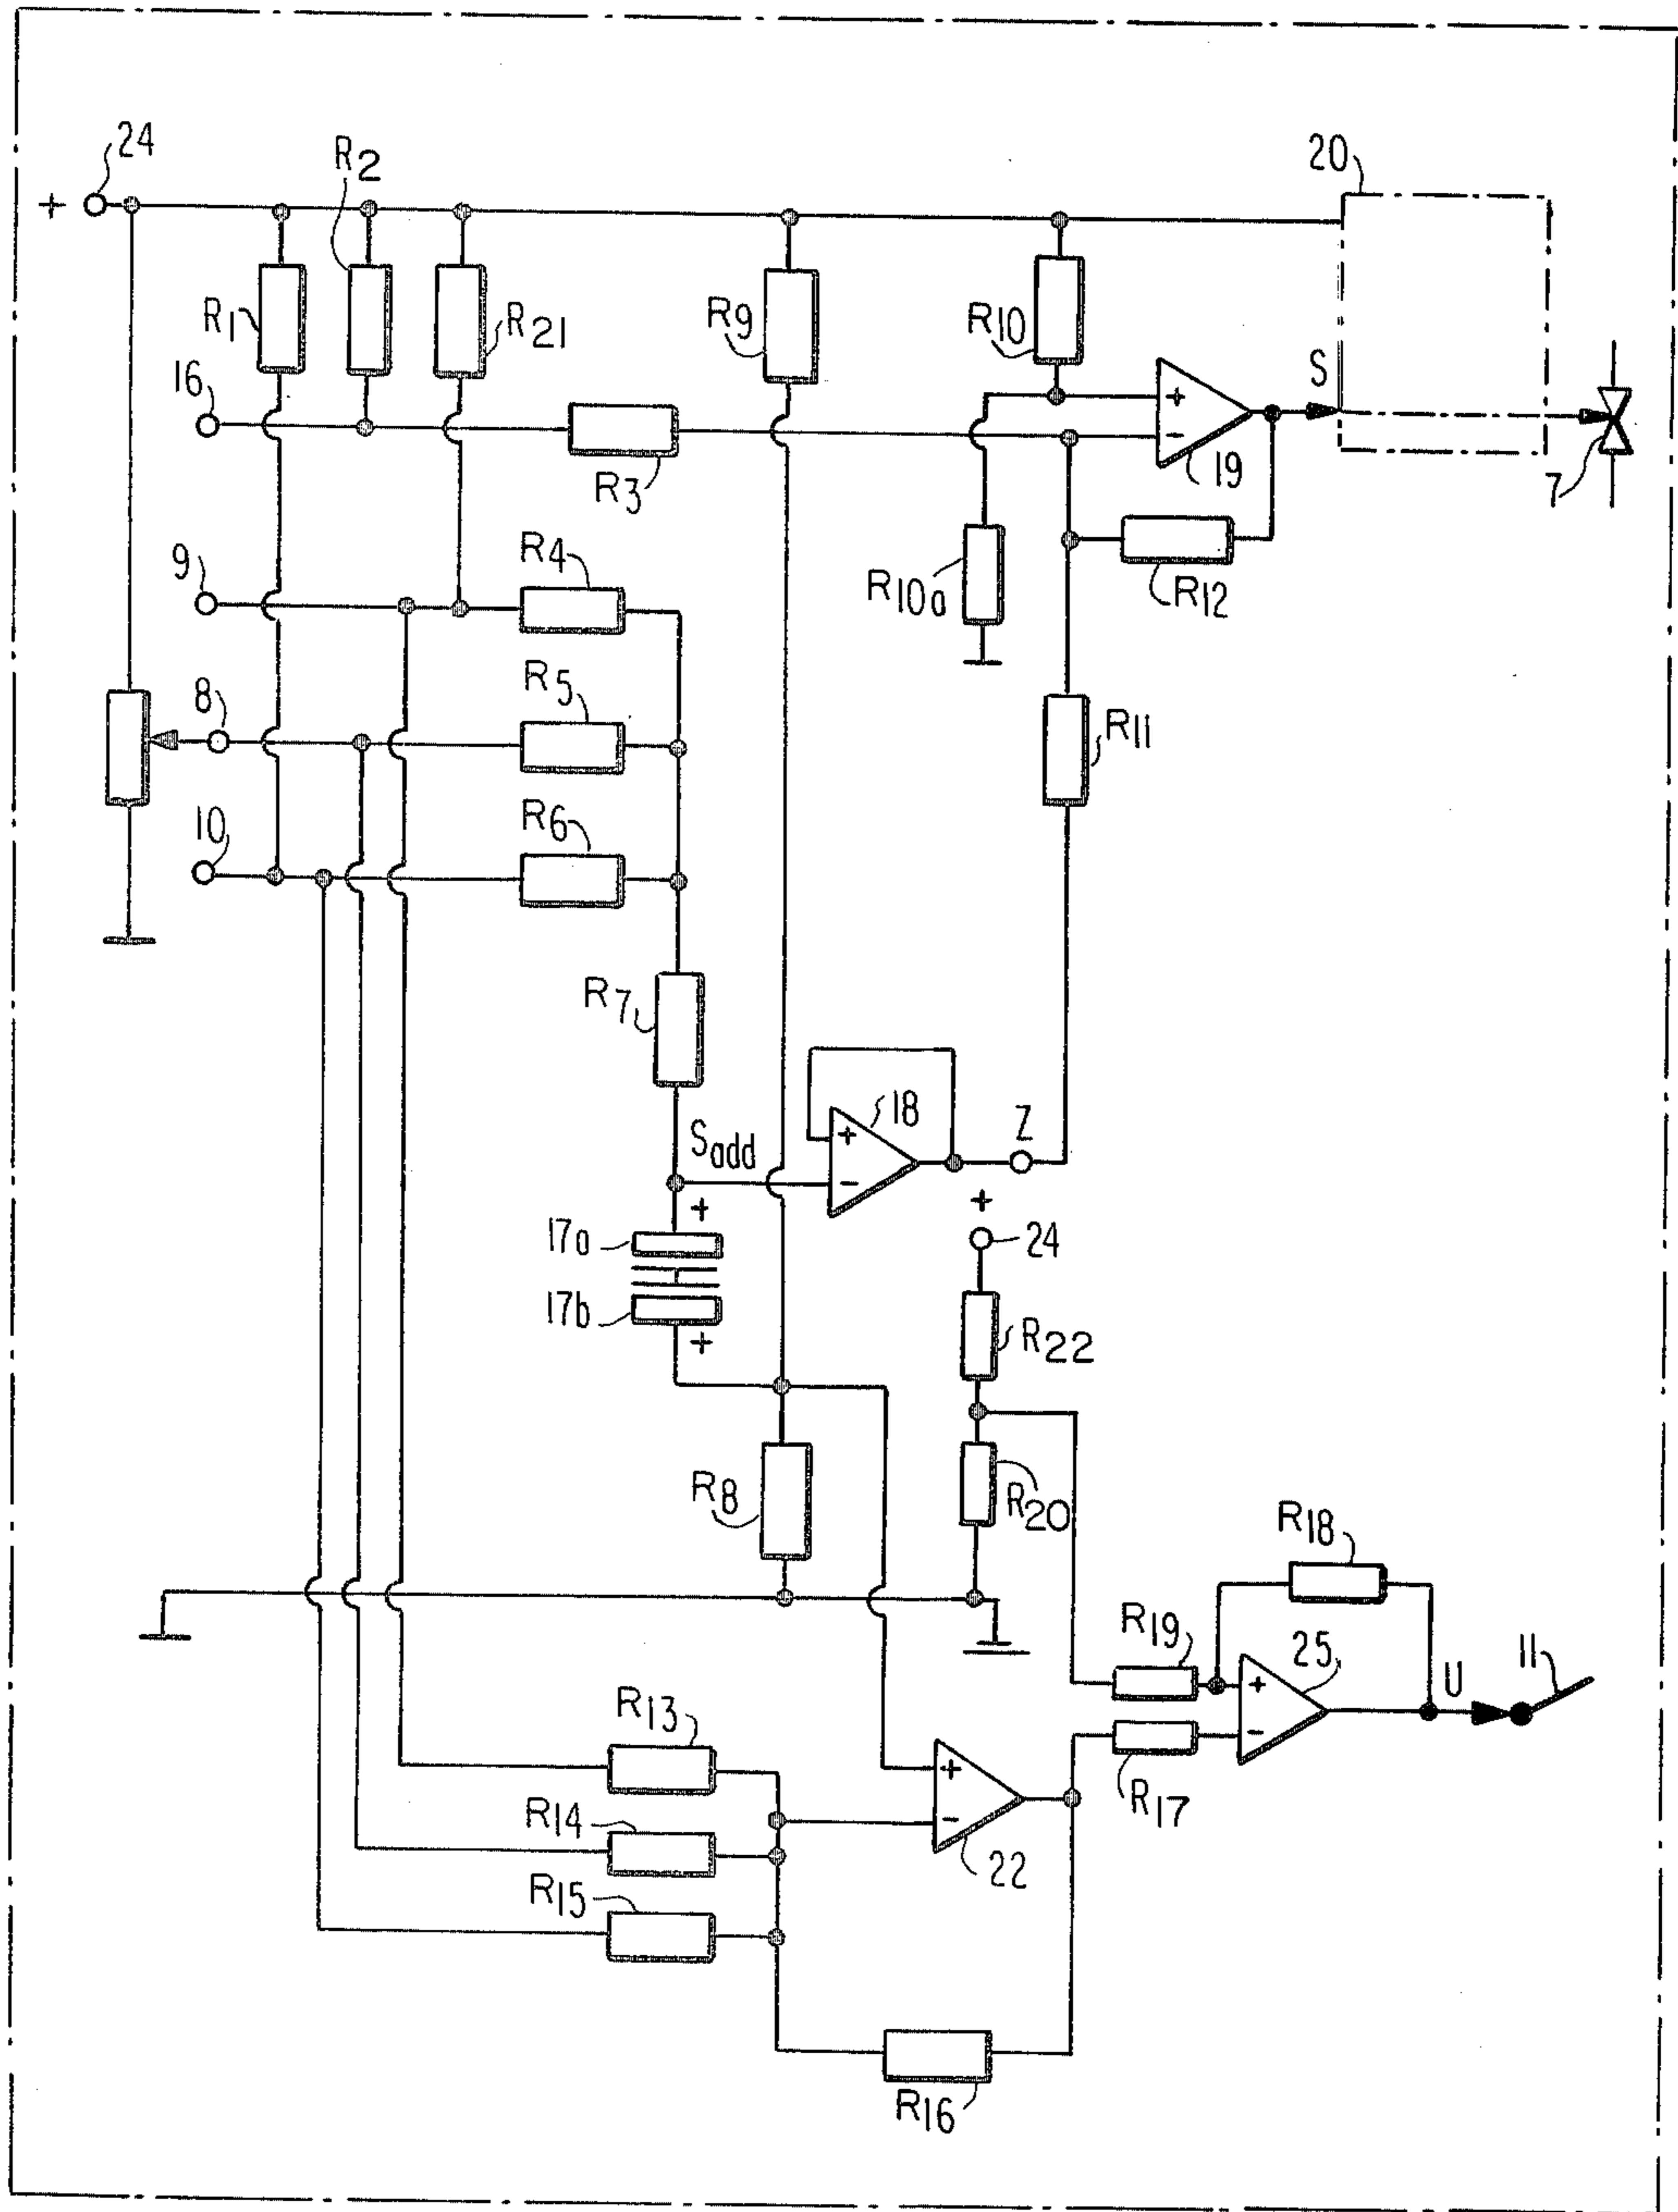 24
+
R2
20
R1
R21
R9
R10
S
16
+
-
19
R3
7
9
R4
R10a
R12
8
R5
R11
10
R6
R7
18
Sadd
+
-
Z
+
17a
+
24
17b
+
R22
R8
R20
R18
R19
25
11
+
U
-
R13
+
R17
R14
-
22
R15
R16